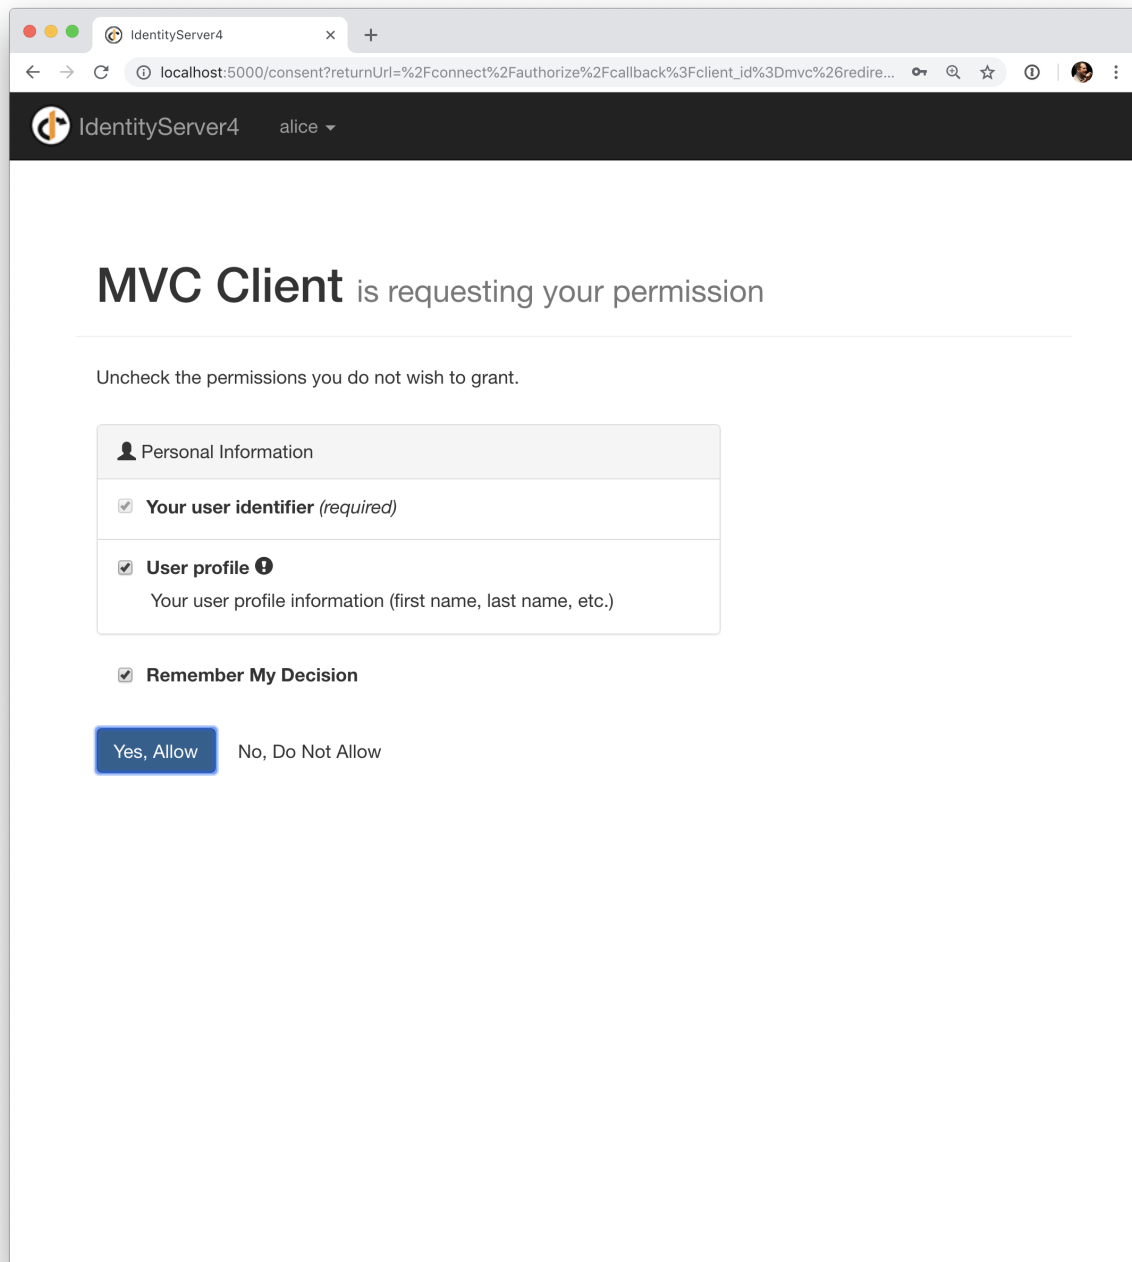 IdentityServer4
localhost:5000/consent?returnUrl=%2Fconnect%2Fauthorize%2Fcallback%3Fclient_id%3Dmvc%26redire...
IdentityServer4 alice
MVC Client is requesting your permission
Uncheck the permissions you do not wish to grant.
Personal Information
Your user identifier (required)
User profile
Your user profile information (first name, last name, etc.)
Remember My Decision
Yes, Allow No, Do Not Allow